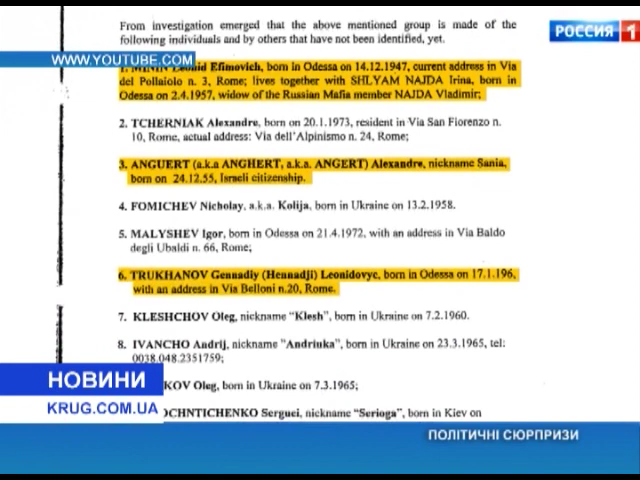 From investigation emerged that the above mentioned group is made of
the following individuals and by others that have not been identified, yet.
РОССИЯ 1
WWW.YOUTUBE.COM
1. MININ Leonid Efimovich, born in Odessa on 14.12.1947, current address in Via
del Pollaiolo n. 3, Rome; lives together with SHLYAM NAJDA Irina, born in
Odessa on 2.4.1957, widow of the Russian Mafia member NAJDA Vladimir;
2. TCHERNIAK Alexandre, born on 20.1.1973, resident in Via San Fiorenzo n.
10, Rome, actual address: Via dell'Alpinismo n. 24, Rome;
3. ANGUERT (a.k.a ANGHERT, a.k.a. ANGERT) Alexandre, nickname Sania,
born on 24.12.55, Israeli citizenship.
4. FOMICHEV Nicholay, a.k.a. Kolija, born in Ukraine on 13.2.1958.
5. MALYSHEV Igor, born in Odessa on 21.4.1972, with an address in Via Baldo
degli Ubaldi n. 66, Rome;
6. TRUKHANOV Gennadiy (Hennadji) Leonidovyc, born in Odessa on 17.1.196,
with an address in Via Belloni n.20, Rome.
7. KLESHCHOV Oleg, nickname "Klesh", born in Ukraine on 7.2.1960.
8. IVANCHO Andrij, nickname "Andriuka", born in Ukraine on 23.3.1965, tel:
0038.048.2351759;
KOV Oleg, born in Ukraine on 7.3.1965;
OCHNTICHENKO Serguei, nickname "Serioga", born in Kiev on
НОВИНИ
KRUG.COM.UA
ПОЛІТИЧНІ СЮРПРИЗИ